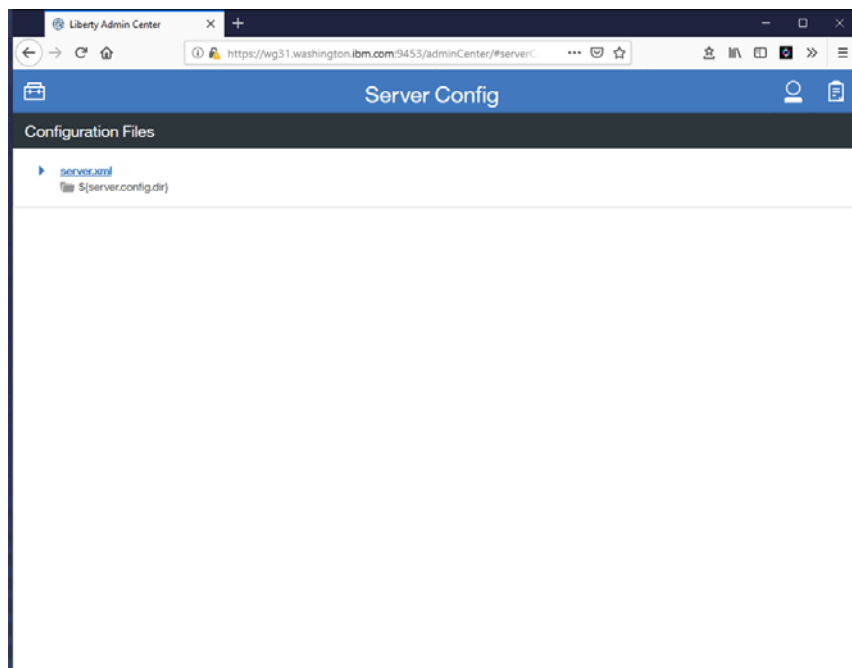 Liberty Admin Center
https://wg31.washington.ibm.com:9453/adminCenter/#serverC
Server Config
Configuration Files
server.xml
${server.config.dir}